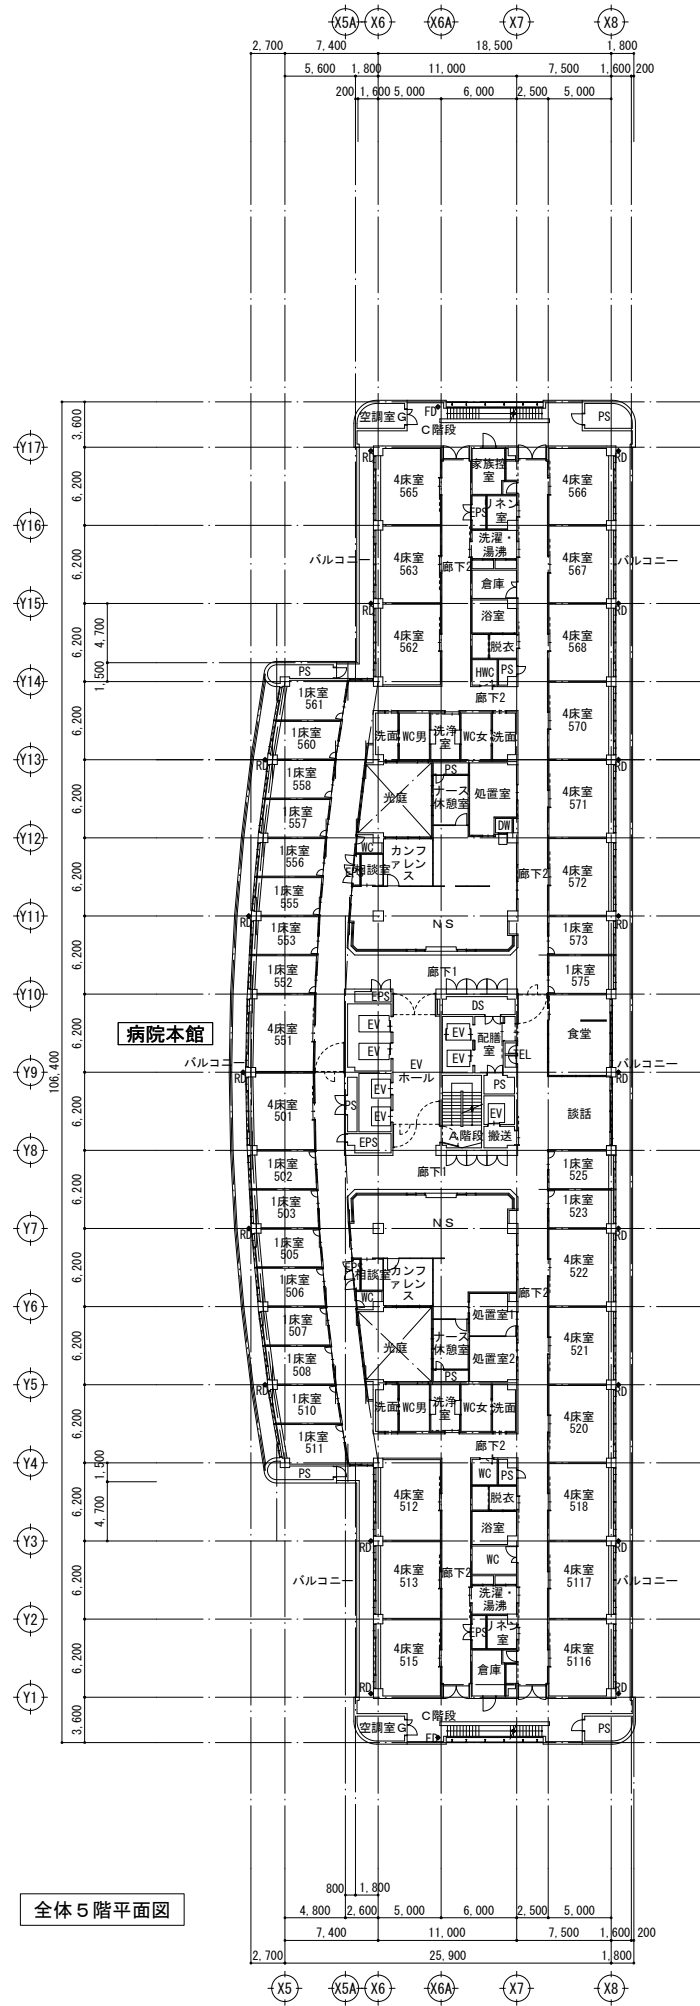 X5A X6 X6A X7 X8
2,700 7,400 18,500 1,800
5,600 1,800 11,000 7,500 1,600 200
200 1,600 5,000 6,000 2,500 5,000
3,600
空調室G FD C階段 PS
Y17
RD 4床室 565 家族控室 4床室 566 RD
6,200
EPS リネン室
Y16
洗濯・湯沸
バルコニー 4床室 563 廊下2 4床室 567 バルコニー
6,200
倉庫
Y15
RD 浴室 RD
4床室 562 4床室 568
6,200 4,700
脱衣
1,500
PS HWC PS
Y14
1床室 561 廊下2 4床室 570
6,200
1床室 560 洗面 WC男 洗浄室 WC女 洗面
Y13
RD PS RD
1床室 558 光庭 ナース休憩室 処置室 4床室 571
6,200
1床室 557
DW
Y12
1床室 556 WC カンファレンス
相談室 廊下2 4床室 572
6,200
1床室 555
Y11
RD 1床室 553 NS 1床室 573 RD
6,200
1床室 552 廊下1 1床室 575
Y10
EPS DS
病院本館
4床室 551 EV EV 配膳室 食堂
6,200
EV EV EL
バルコニー EVホール バルコニー
Y9
RD RD
106,400
4床室 501 PS EV EV PS EV 談話
6,200
EPS A階段 搬送
Y8
1床室 502 廊下1 1床室 525
6,200
1床室 503 NS 1床室 523
Y7
RD 1床室 505 4床室 522 RD
6,200
1床室 506 相談室 カンファレンス 廊下2
WC
Y6
1床室 507 処置室1 4床室 521
6,200
光庭 ナース休憩室
1床室 508 処置室2
PS
Y5
RD RD
1床室 510 洗面 WC男 洗浄室 WC女 洗面 4床室 520
6,200
1床室 511 廊下2
Y4
PS WC PS
1,500
4床室 512 脱衣 4床室 518
6,200 4,700
浴室
Y3
RD RD
WC
バルコニー 4床室 513 廊下2 4床室 5117 バルコニー
6,200
洗濯・湯沸
Y2
EPS リネン室
4床室 515 4床室 5116
6,200
倉庫
RD RD
Y1
C階段
3,600
空調室G FD PS
全体5階平面図
800 1,800
4,800 2,600 5,000 6,000 2,500 5,000
7,400 11,000 7,500 1,600 200
2,700 25,900 1,800
X5 X5A X6 X6A X7 X8